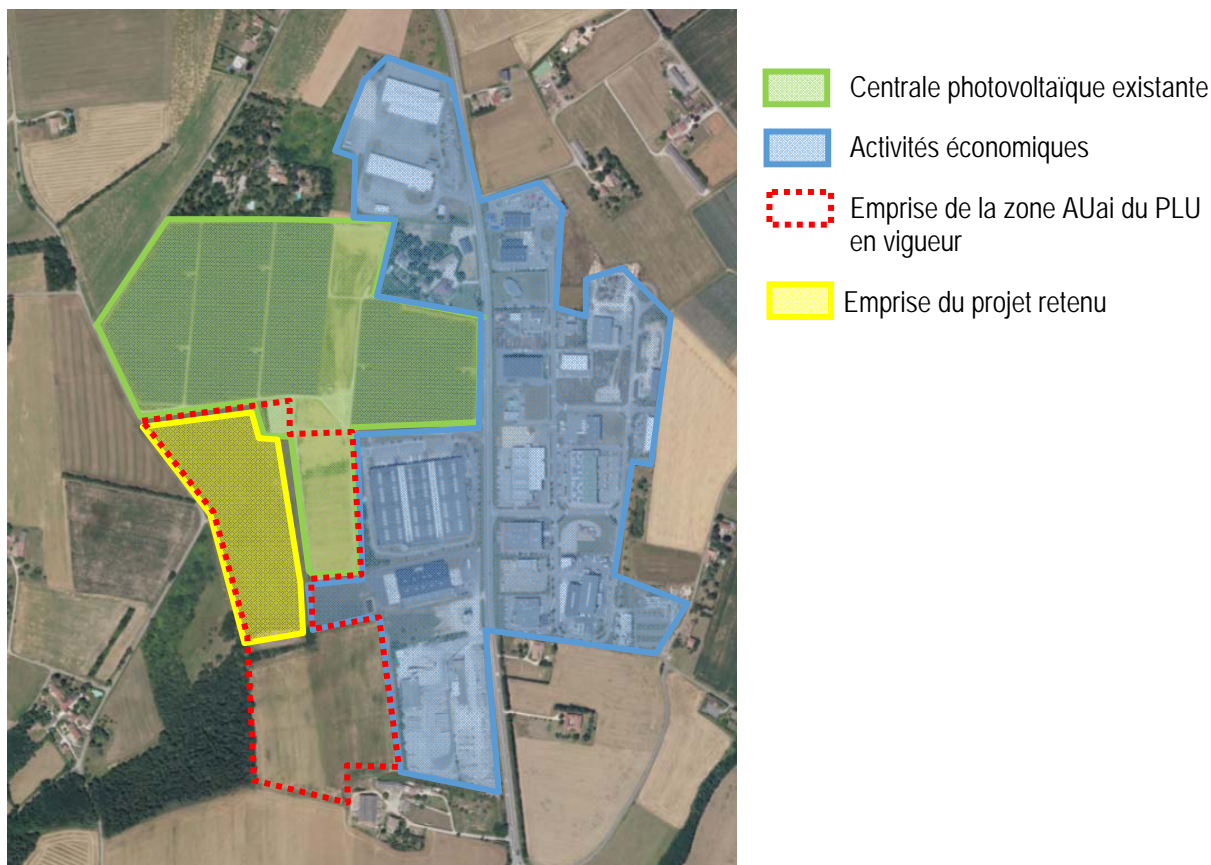 Centrale photovoltaïque existante
Activités économiques
Emprise de la zone AUai du PLU
en vigueur
Emprise du projet retenu